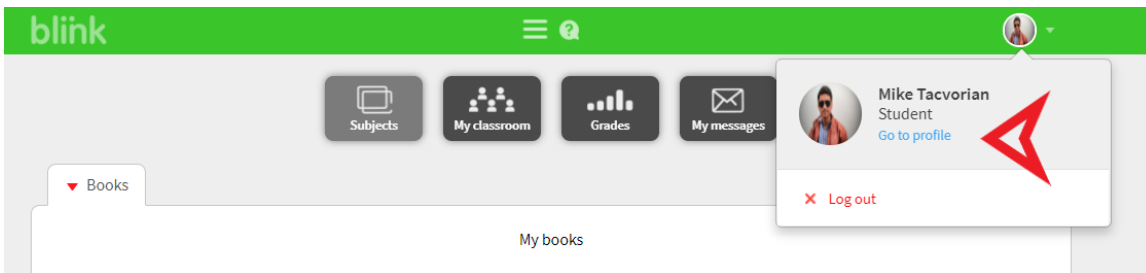 blink
Subjects
My classroom
Grades
My messages
Mike Tacvorian
Student
Go to profile
Log out
Books
My books